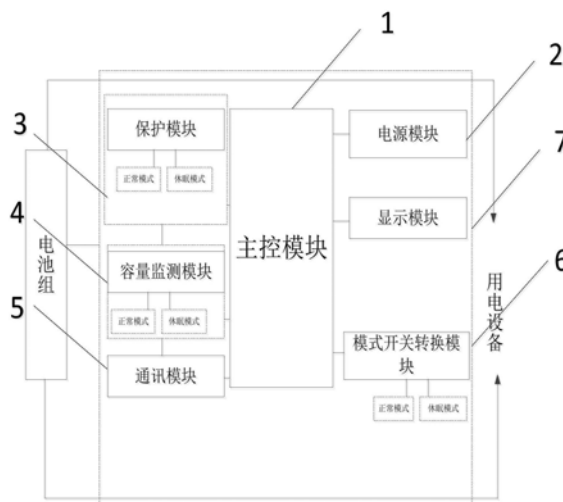 1
2
3
保护模块
电源模块
正常模式
休眠模式
7
4
显示模块
主控模块
电池组
容量监测模块
用电设备
6
正常模式
休眠模式
5
通讯模块
模式开关转换模
块
正常模式
休眠模式